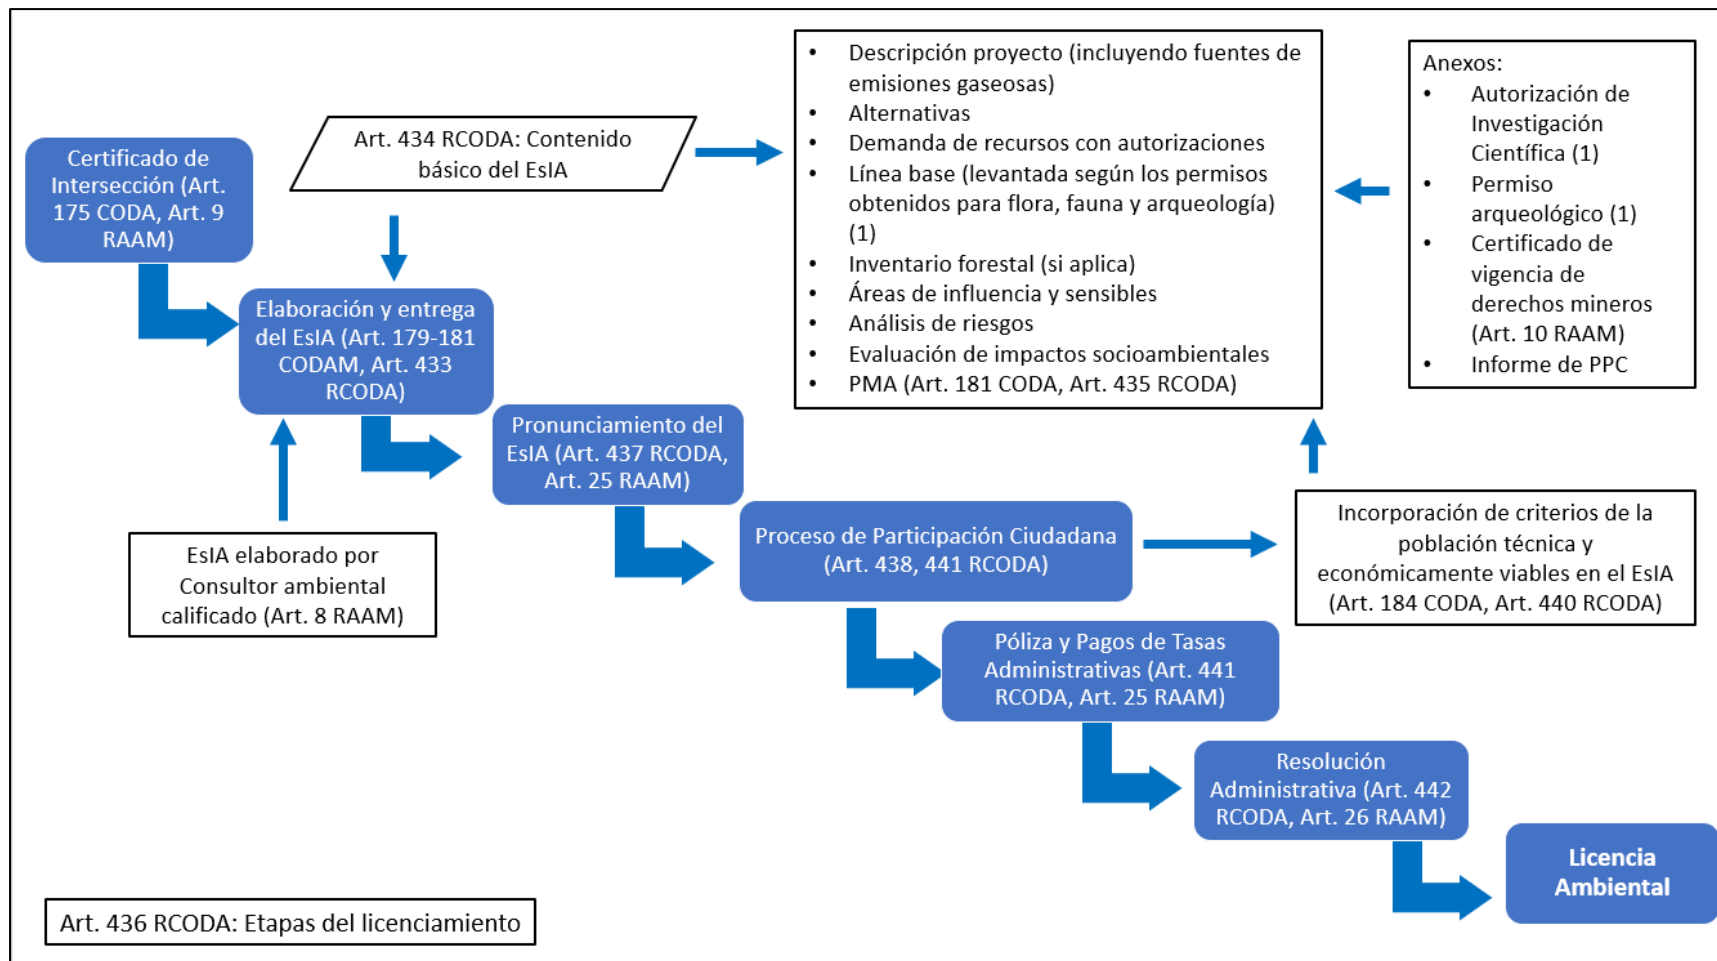 Certificado de
Intersección (Art.
175 CODA, Art. 9
RAAM)
Art. 434 RCODA: Contenido
básico del EsIA
• Descripción proyecto (incluyendo fuentes de
emisiones gaseosas)
• Alternativas
• Demanda de recursos con autorizaciones
• Línea base (levantada según los permisos
obtenidos para flora, fauna y arqueología)
(1)
• Inventario forestal (si aplica)
• Áreas de influencia y sensibles
• Análisis de riesgos
• Evaluación de impactos socioambientales
• PMA (Art. 181 CODA, Art. 435 RCODA)
Anexos:
• Autorización de
Investigación
Científica (1)
• Permiso
arqueológico (1)
• Certificado de
vigencia de
derechos mineros
(Art. 10 RAAM)
• Informe de PPC
Elaboración y entrega
del EsIA (Art. 179-181
CODAM, Art. 433
RCODA)
Pronunciamiento del
EsIA (Art. 437 RCODA,
Art. 25 RAAM)
EsIA elaborado por
Consultor ambiental
calificado (Art. 8 RAAM)
Proceso de Participación Ciudadana
(Art. 438, 441 RCODA)
Incorporación de criterios de la
población técnica y
económicamente viables en el EsIA
(Art. 184 CODA, Art. 440 RCODA)
Póliza y Pagos de Tasas
Administrativas (Art. 441
RCODA, Art. 25 RAAM)
Resolución
Administrativa (Art. 442
RCODA, Art. 26 RAAM)
Licencia
Ambiental
Art. 436 RCODA: Etapas del licenciamiento